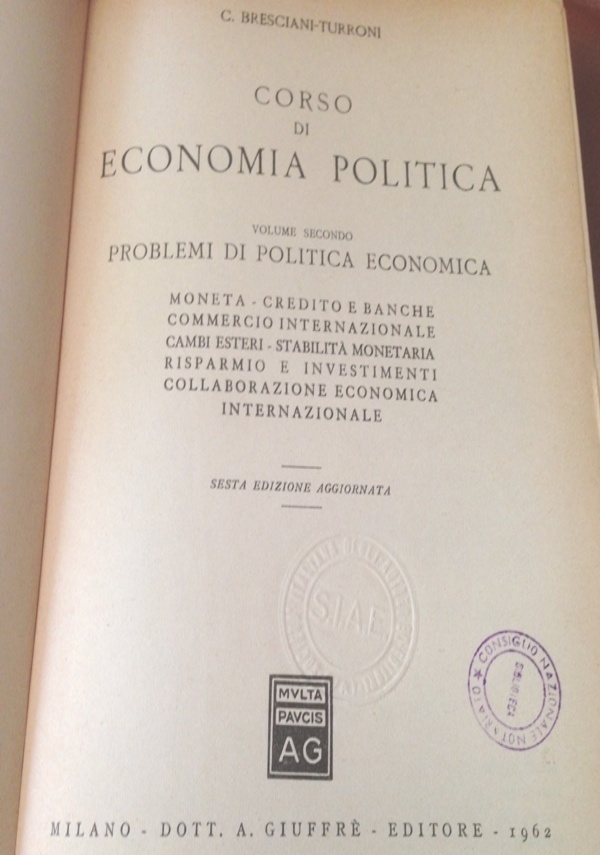 C. BRESCIANI-TURRONI
CORSO
DI
ECONOMIA POLITICA
VOLUME SECONDO
PROBLEMI DI POLITICA ECONOMICA
MONETA - CREDITO E BANCHE
COMMERCIO INTERNAZIONALE
CAMBI ESTERI - STABILITÀ MONETARIA
RISPARMIO E INVESTIMENTI
COLLABORAZIONE ECONOMICA
INTERNAZIONALE
SESTA EDIZIONE AGGIORNATA
S.I.A.E.
CONSIGLIO NAZIONALE NOTARIATO
BIBLIOTECA
MVLTA
PAVCIS
AG
MILANO - DOTT. A. GIUFFRÈ - EDITORE - 1962